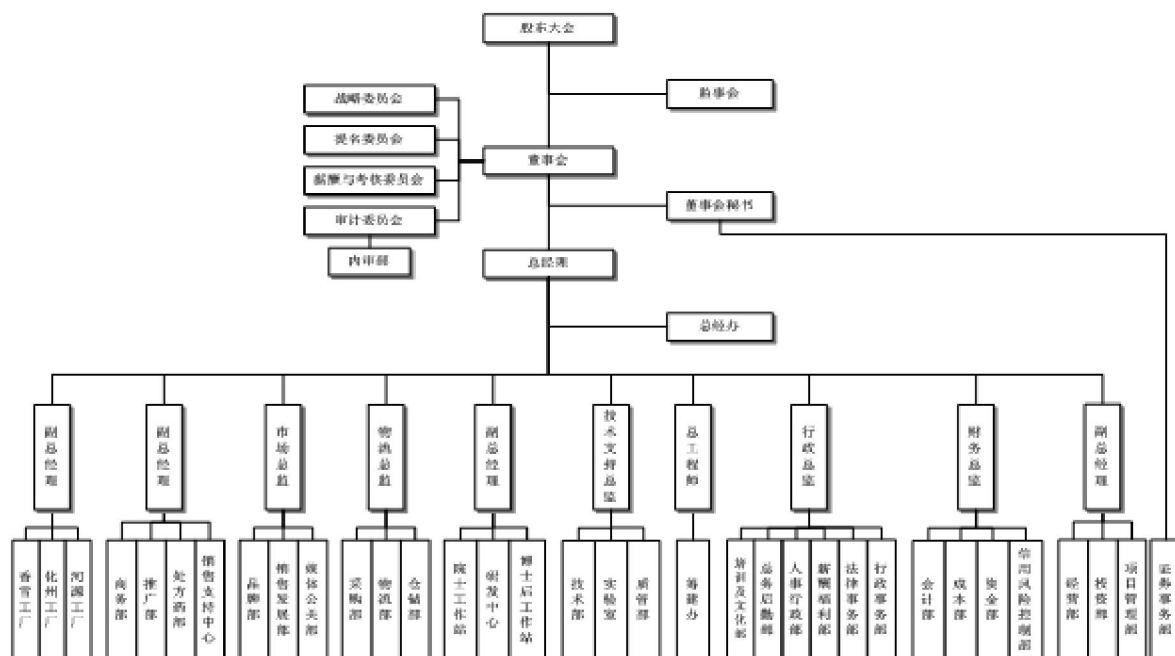 股东大会
监事会
战略委员会
提名委员会
董事会
薪酬与考核委员会
审计委员会
董事会秘书
内审部
总经理
总经办
副总经理
副总经理
市场总监
物流总监
副总经理
技术支持总监
总工程师
行政总监
财务总监
副总经理
香雪工厂
化州工厂
河源工厂
商务部
推广部
处方药部
销售支持中心
品牌部
销售发展部
媒体公关部
采购部
物流部
仓储部
院士工作站
研发中心
博士后工作站
技术部
实验室
质管部
筹建办
培训及文化部
总务后勤部
人事行政部
薪酬福利部
法律事务部
行政事务部
会计部
成本部
资金部
信用风险控制部
经营部
投资部
项目管理部
证券事务部